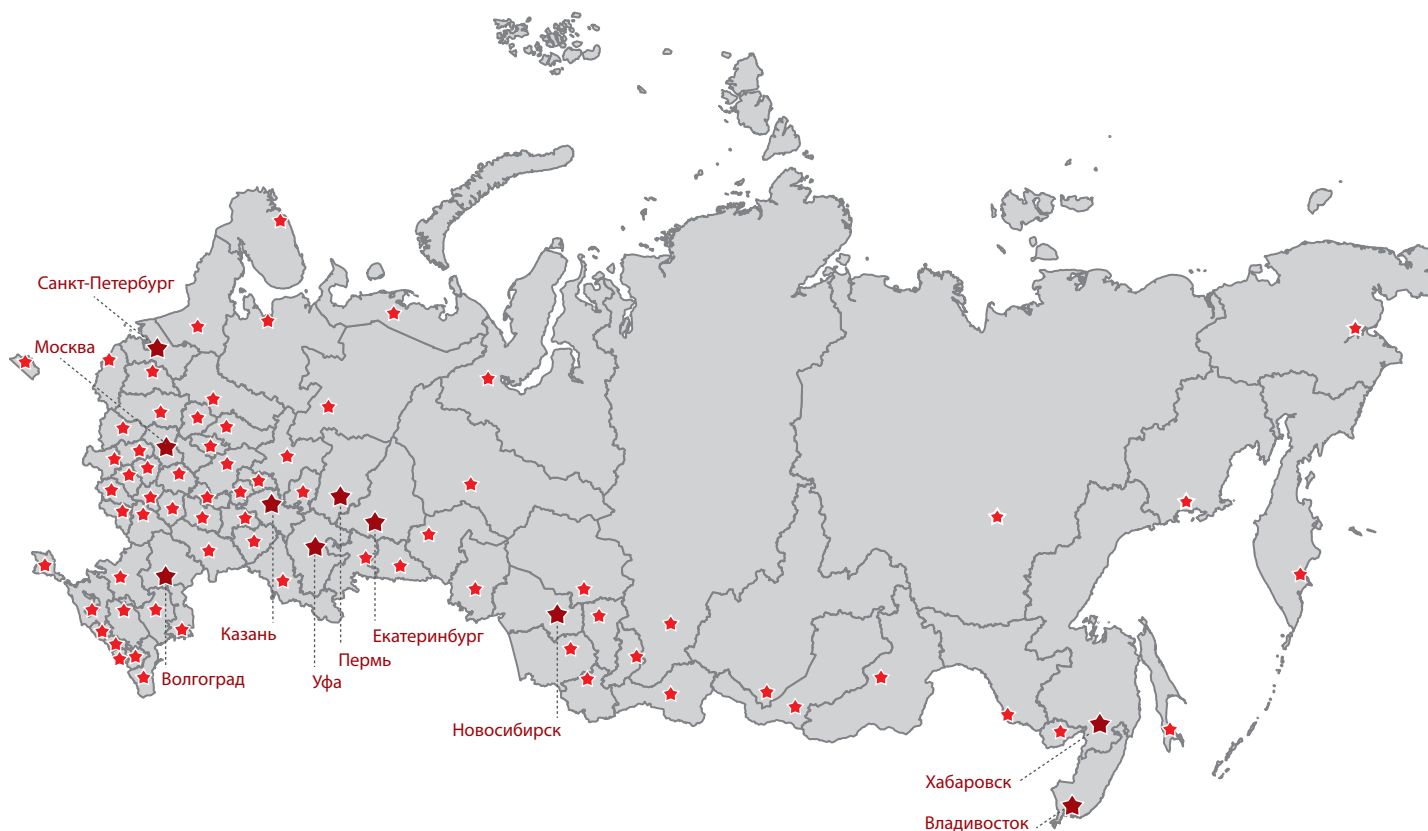 Санкт-Петербург
Москва
Казань
Екатеринбург
Пермь
Волгоград
Уфа
Новосибирск
Хабаровск
Владивосток